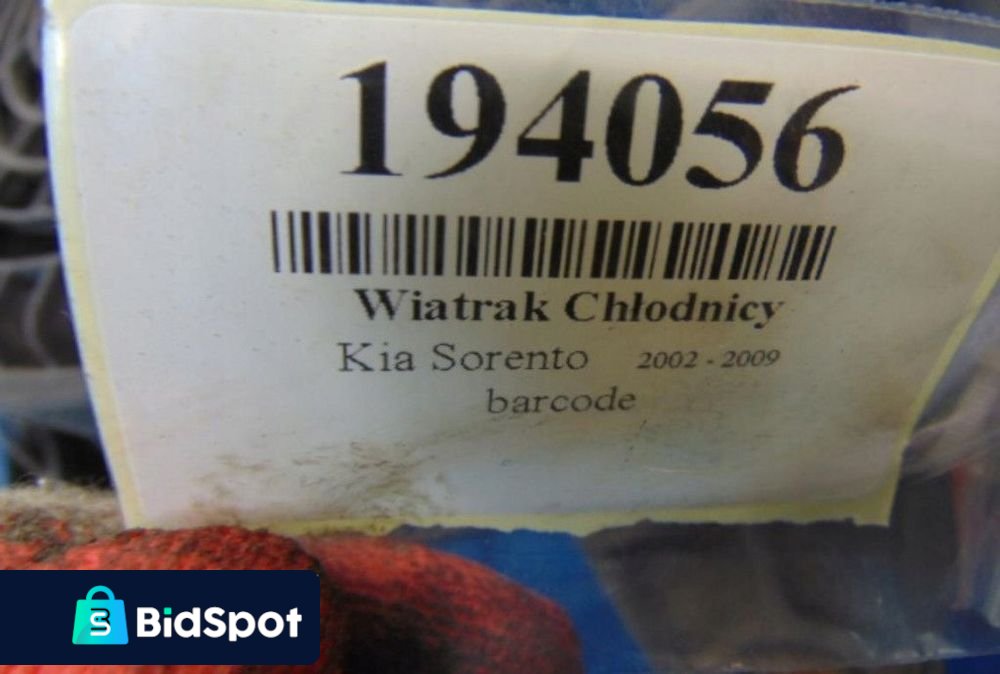 194056
Wiatrak Chłodnicy
Kia Sorento 2002 - 2009
barcode
BidSpot